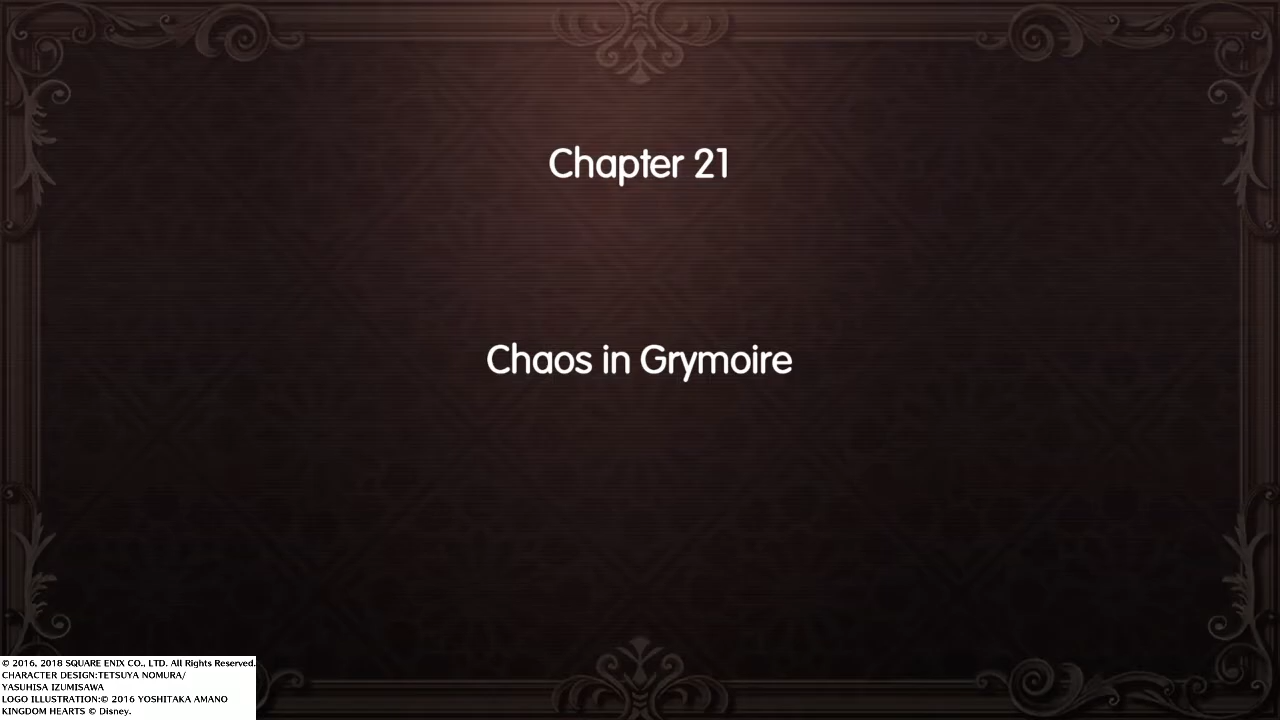 Chapter 21
Chaos in Grymoire
© 2016, 2018 SQUARE ENIX CO., LTD. All Rights Reserved.
CHARACTER DESIGN:TETSUYA NOMURA/
YASUHISA IZUMISAWA
LOGO ILLUSTRATION:© 2016 YOSHITAKA AMANO
KINGDOM HEARTS © Disney.